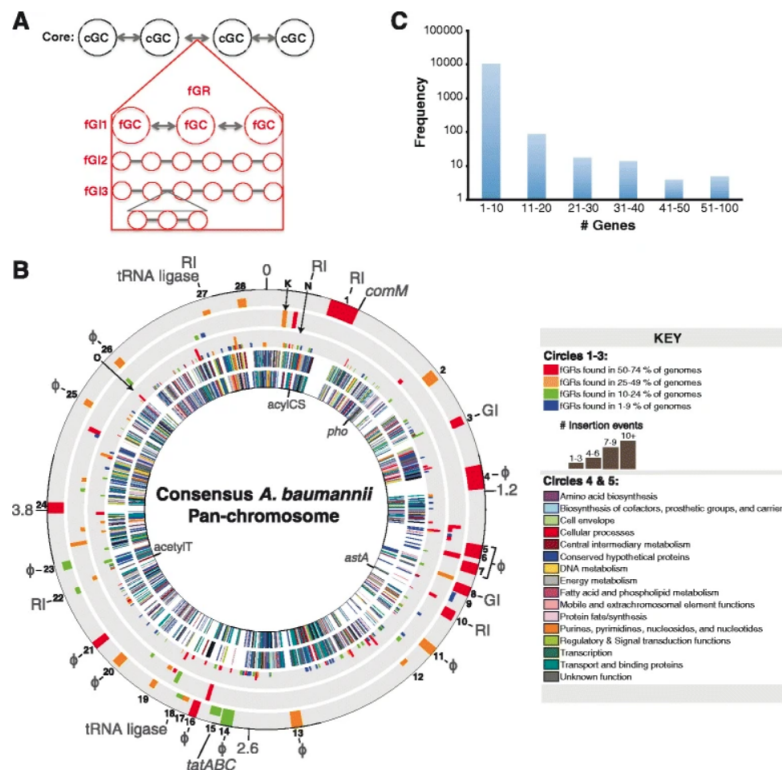 A
Core: cGC cGC cGC cGC
fGR
fGI1 fGC fGC fGC
fGI2
fGI3
C
Frequency
100000
10000
1000
100
10
1
1-10 11-20 21-30 31-40 41-50 51-100
# Genes
B
Consensus A. baumannii
Pan-chromosome
0
1.2
2.6
3.8
K
N
O
RI
RI
comM
1
2
3
GI
4
ϕ
5
6
7
ϕ
8
GI
9
10
RI
11
ϕ
12
13
ϕ
14
ϕ
15
tatABC
16
ϕ
17
18
tRNA ligase
19
20
ϕ
21
ϕ
22
RI
23
ϕ
24
25
ϕ
26
ϕ
27
RI
tRNA ligase
28
acylCS
pho
astA
acetylT
KEY
Circles 1-3:
fGRs found in 50-74 % of genomes
fGRs found in 25-49 % of genomes
fGRs found in 10-24 % of genomes
fGRs found in 1-9 % of genomes
# Insertion events
1-3 4-6 7-9 10+
Circles 4 & 5:
Amino acid biosynthesis
Biosynthesis of cofactors, prosthetic groups, and carrier
Cell envelope
Cellular processes
Central intermediary metabolism
Conserved hypothetical proteins
DNA metabolism
Energy metabolism
Fatty acid and phospholipid metabolism
Mobile and extrachromosomal element functions
Protein fate/synthesis
Purines, pyrimidines, nucleosides, and nucleotides
Regulatory & Signal transduction functions
Transcription
Transport and binding proteins
Unknown function